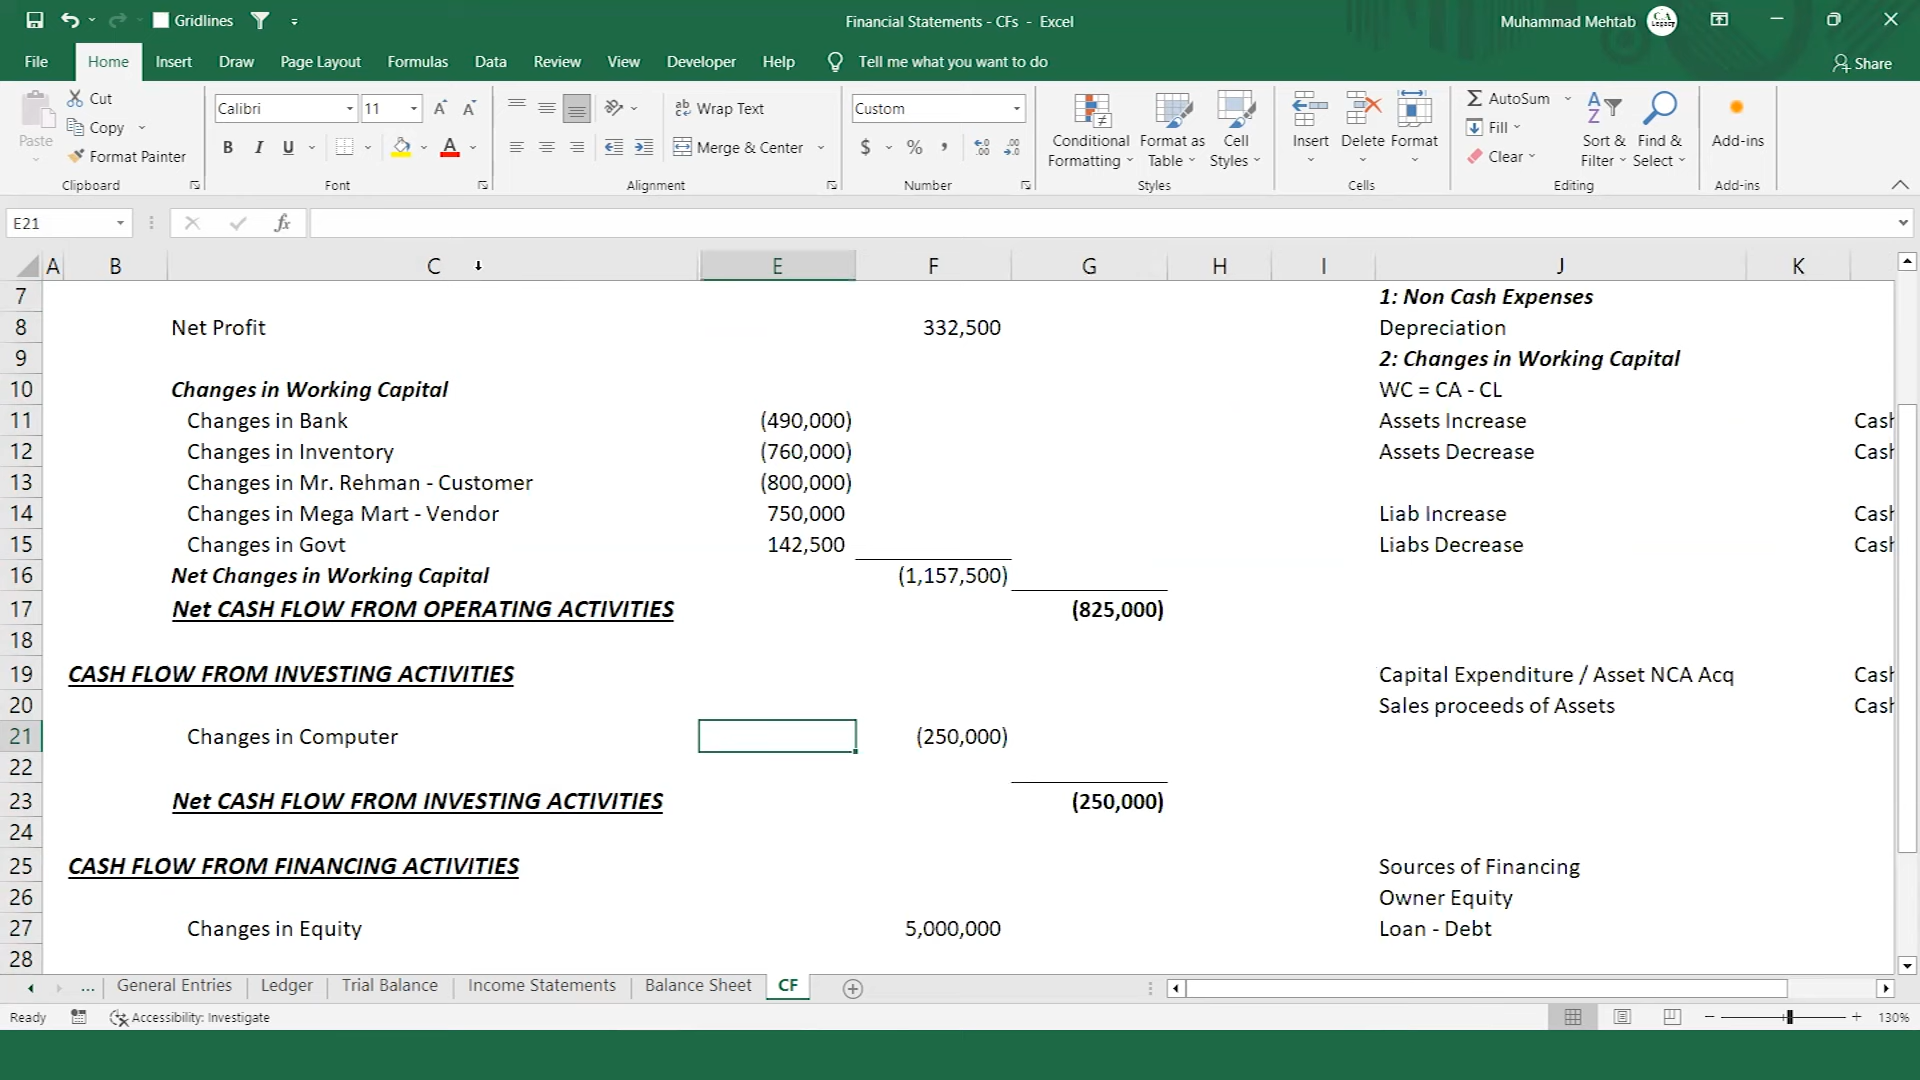 Gridlines
Financial Statements - CFs - Excel
Muhammad Mehtab
File Home Insert Draw Page Layout Formulas Data Review View Developer Help Tell me what you want to do Share
Paste
Cut
Copy
Format Painter
Clipboard
Calibri 11
B I U
Font
Wrap Text
Merge & Center
Alignment
Custom
$ % ,
Number
Conditional Formatting
Format as Table
Cell Styles
Styles
Insert Delete Format
Cells
AutoSum
Fill
Clear
Sort & Filter
Find & Select
Editing
Add-ins
Add-ins
E21 fx
A B C E F G H I J K
7 1: Non Cash Expenses
8 Net Profit 332,500 Depreciation
9 2: Changes in Working Capital
10 Changes in Working Capital WC = CA - CL
11 Changes in Bank (490,000) Assets Increase Cash
12 Changes in Inventory (760,000) Assets Decrease Cash
13 Changes in Mr. Rehman - Customer (800,000)
14 Changes in Mega Mart - Vendor 750,000 Liab Increase Cash
15 Changes in Govt 142,500 Liabs Decrease Cash
16 Net Changes in Working Capital (1,157,500)
17 Net CASH FLOW FROM OPERATING ACTIVITIES (825,000)
18
19 CASH FLOW FROM INVESTING ACTIVITIES Capital Expenditure / Asset NCA Acq Cash
20 Sales proceeds of Assets Cash
21 Changes in Computer (250,000)
22
23 Net CASH FLOW FROM INVESTING ACTIVITIES (250,000)
24
25 CASH FLOW FROM FINANCING ACTIVITIES Sources of Financing
26 Owner Equity
27 Changes in Equity 5,000,000 Loan - Debt
28
... General Entries Ledger Trial Balance Income Statements Balance Sheet CF
Ready Accessibility: Investigate 130%